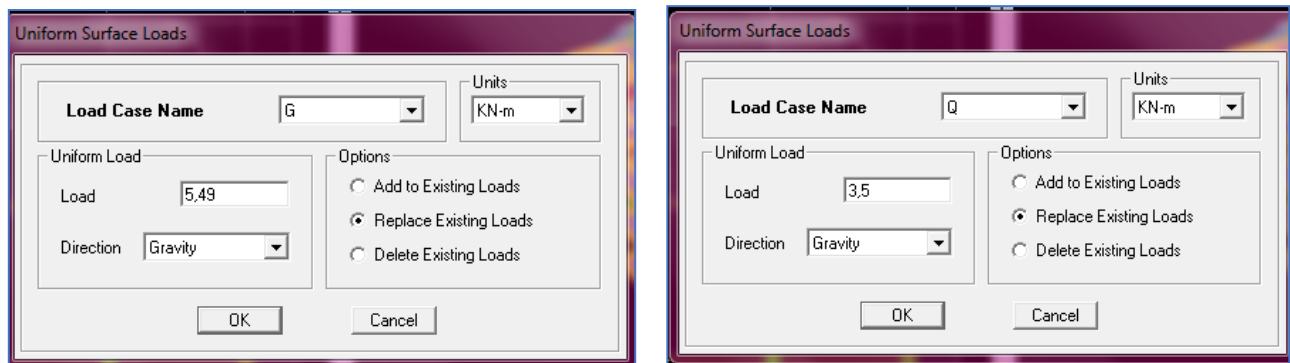 Uniform Surface Loads
Units
Load Case Name G KN-m
Uniform Load
Options
Load 5,49
Add to Existing Loads
Replace Existing Loads
Direction Gravity
Delete Existing Loads
OK Cancel
Uniform Surface Loads
Units
Load Case Name Q KN-m
Uniform Load
Options
Load 3,5
Add to Existing Loads
Replace Existing Loads
Direction Gravity
Delete Existing Loads
OK Cancel